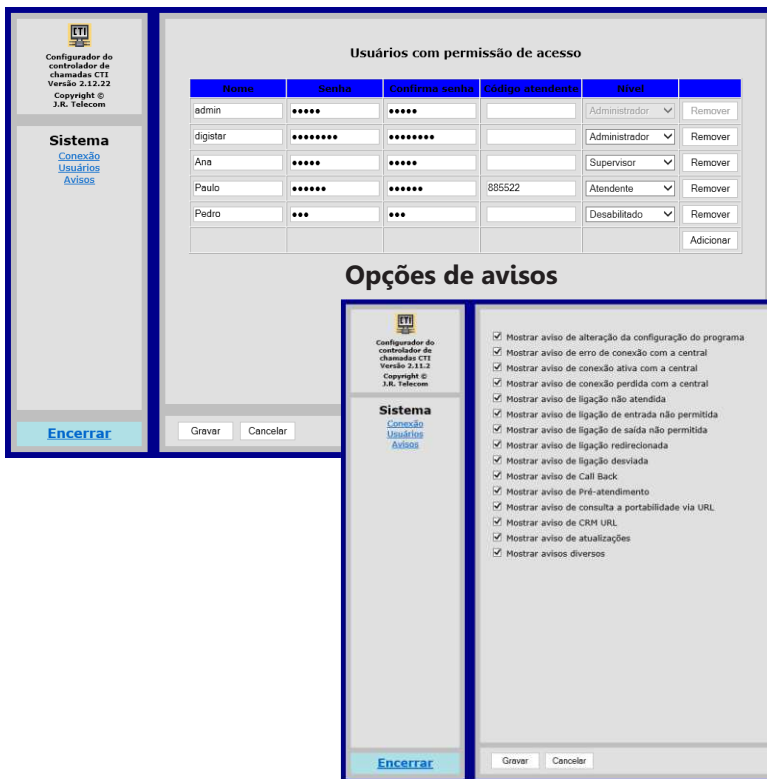 CTI
Configurador do
controlador de
chamadas CTI
Versão 2.12.22
Copyright ©
J.R. Telecom
Sistema
Conexão
Usuários
Avisos
Encerrar
Usuários com permissão de acesso
Nome Senha Confirma senha Código atendente Nível
admin ••••• ••••• Administrador Remover
digistar •••••••• •••••••• Administrador Remover
Ana ••••• ••••• Supervisor Remover
Paulo •••••• •••••• 885522 Atendente Remover
Pedro ••• ••• Desabilitado Remover
Adicionar
Gravar Cancelar
Opções de avisos
CTI
Configurador do
controlador de
chamadas CTI
Versão 2.11.2
Copyright ©
J.R. Telecom
Sistema
Conexão
Usuários
Avisos
Encerrar
Mostrar aviso de alteração da configuração do programa
Mostrar aviso de erro de conexão com a central
Mostrar aviso de conexão ativa com a central
Mostrar aviso de conexão perdida com a central
Mostrar aviso de ligação não atendida
Mostrar aviso de ligação de entrada não permitida
Mostrar aviso de ligação de saída não permitida
Mostrar aviso de ligação redirecionada
Mostrar aviso de ligação desviada
Mostrar aviso de Call Back
Mostrar aviso de Pré-atendimento
Mostrar aviso de consulta a portabilidade via URL
Mostrar aviso de CRM URL
Mostrar aviso de atualizações
Mostrar avisos diversos
Gravar Cancelar